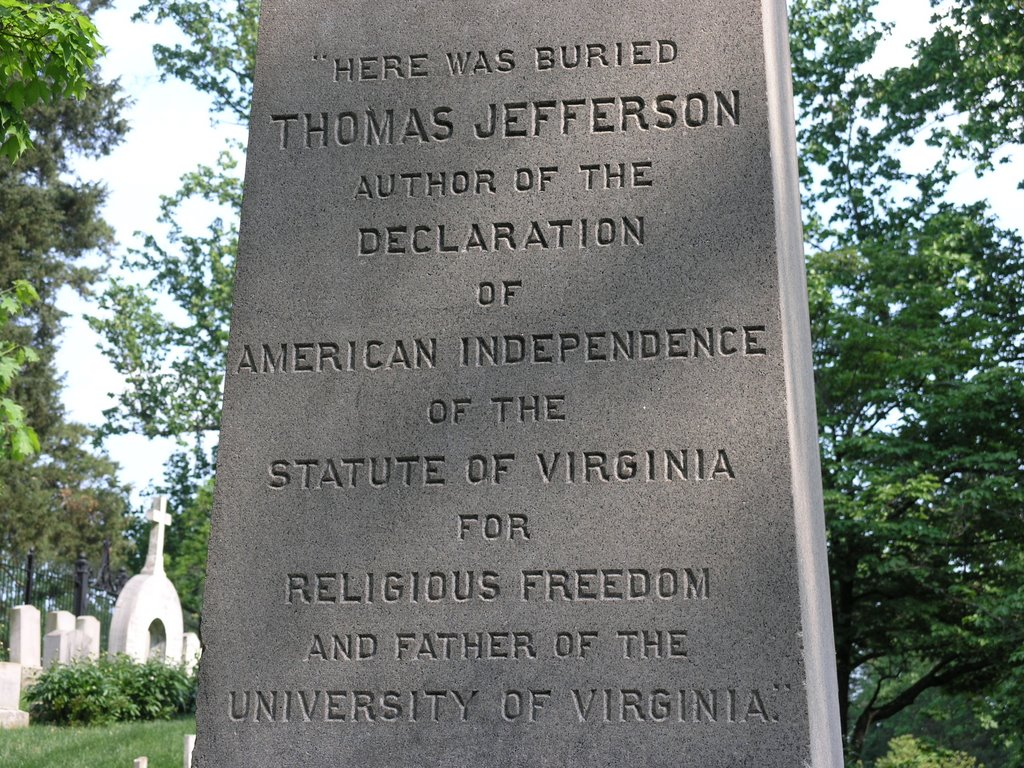 "HERE WAS BURIED
THOMAS JEFFERSON
AUTHOR OF THE
DECLARATION
OF
AMERICAN INDEPENDENCE
OF THE
STATUTE OF VIRGINIA
FOR
RELIGIOUS FREEDOM
AND FATHER OF THE
UNIVERSITY OF VIRGINIA."